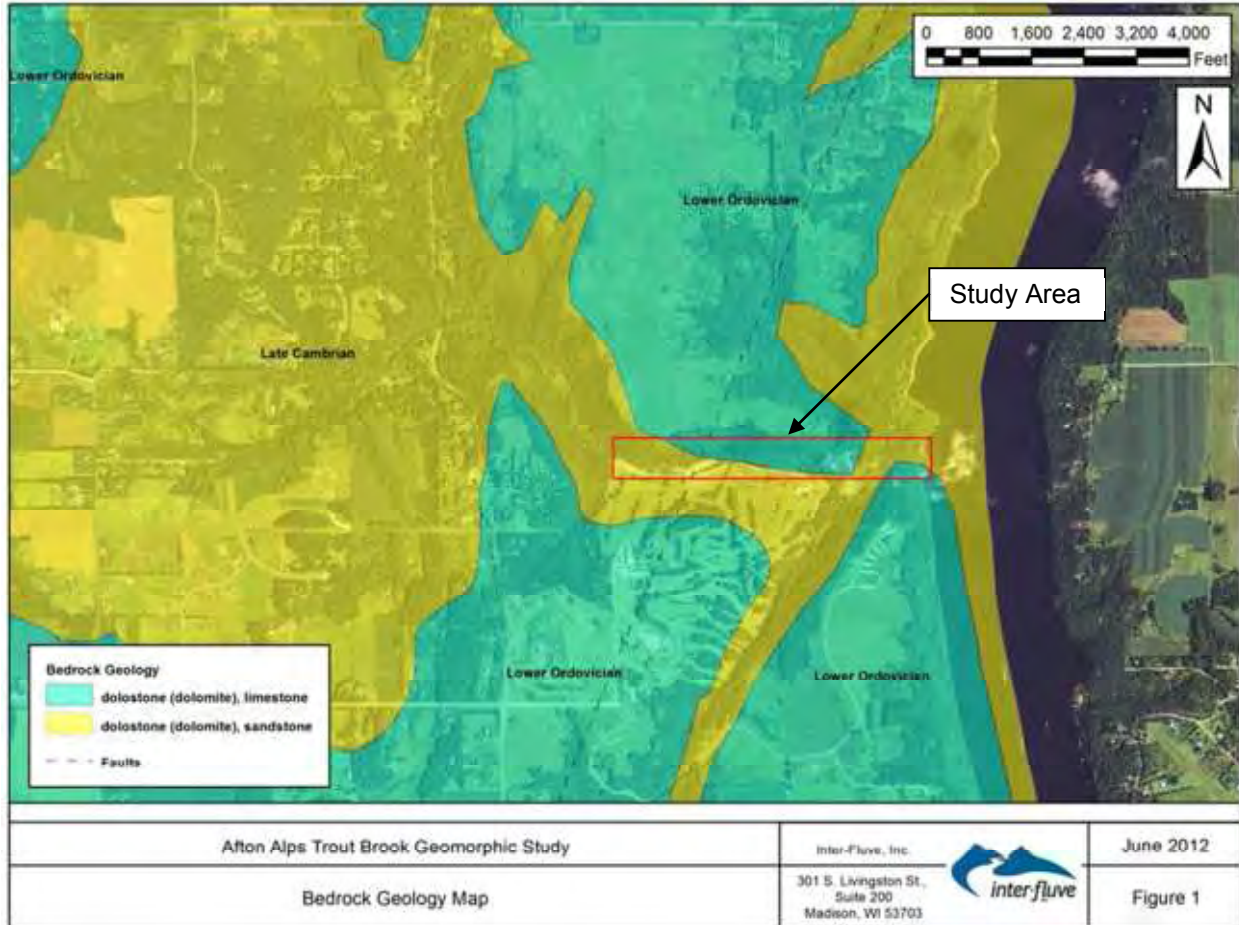 0 800 1,600 2,400 3,200 4,000
Feet
N
Lower Ordovician
Lower Ordovician
Study Area
Late Cambrian
Lower Ordovician
Lower Ordovician
Bedrock Geology
dolostone (dolomite), limestone
dolostone (dolomite), sandstone
Faults
Afton Alps Trout Brook Geomorphic Study
Bedrock Geology Map
Inter-Fluve, Inc.
301 S. Livingston St.,
Suite 200
Madison, WI 53703
inter-fluve
June 2012
Figure 1